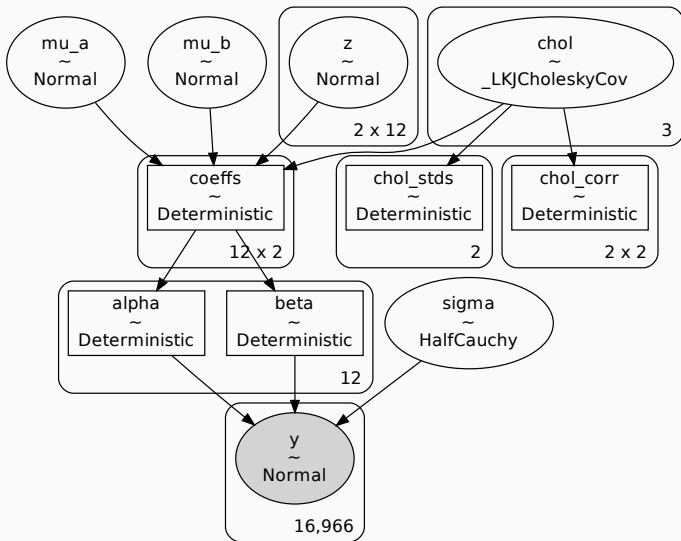 mu_a
~
Normal
mu_b
~
Normal
z
~
Normal
2 x 12
chol
~
_LKJCholeskyCov
3
coeffs
~
Deterministic
12 x 2
chol_stds
~
Deterministic
2
chol_corr
~
Deterministic
2 x 2
alpha
~
Deterministic
beta
~
Deterministic
12
sigma
~
HalfCauchy
y
~
Normal
16,966